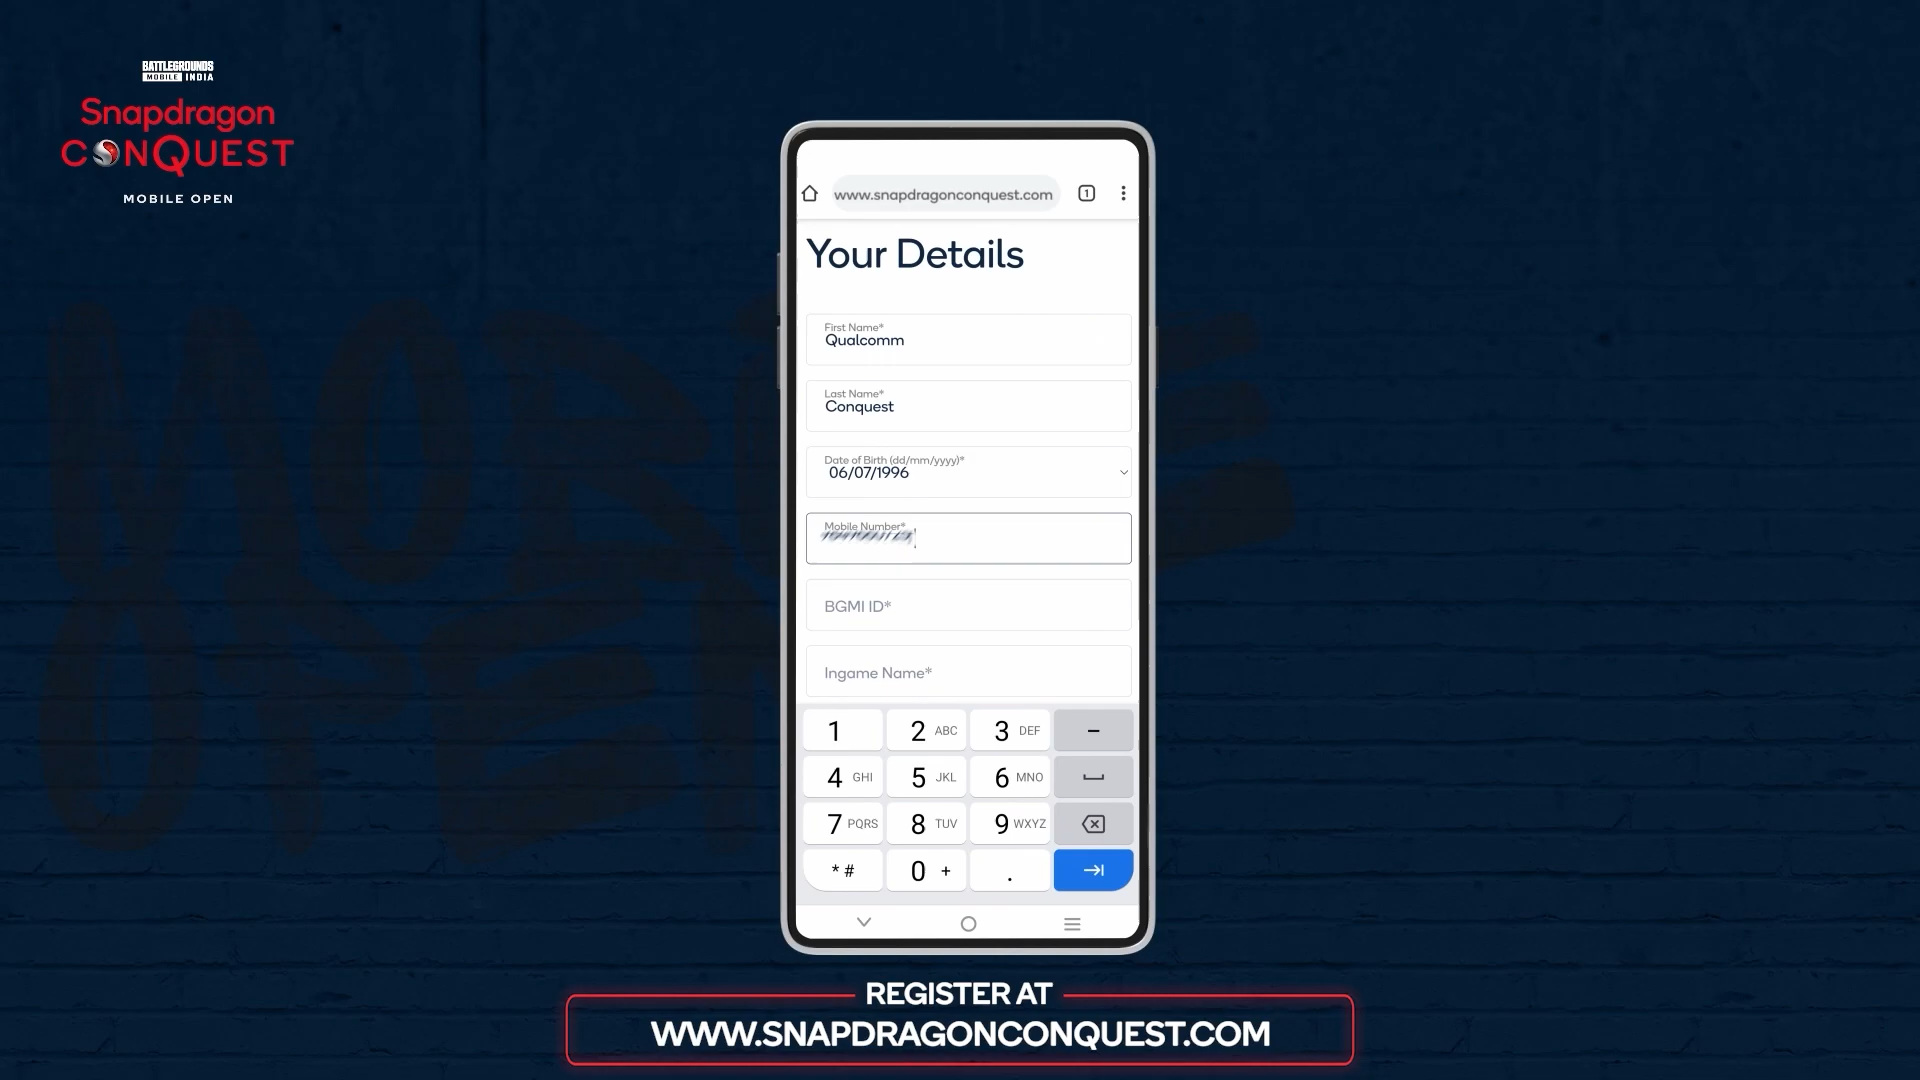 BATTLEGROUNDS
MOBILE INDIA
Snapdragon
CONQUEST
MOBILE OPEN
www.snapdragonconquest.com
1
Your Details
First Name*
Qualcomm
Last Name*
Conquest
Date of Birth (dd/mm/yyyy)*
06/07/1996
Mobile Number*
BGMI ID*
Ingame Name*
1 2 ABC 3 DEF -
4 GHI 5 JKL 6 MNO
7 PQRS 8 TUV 9 WXYZ
* # 0 + .
REGISTER AT
WWW.SNAPDRAGONCONQUEST.COM
MORE
OPEN